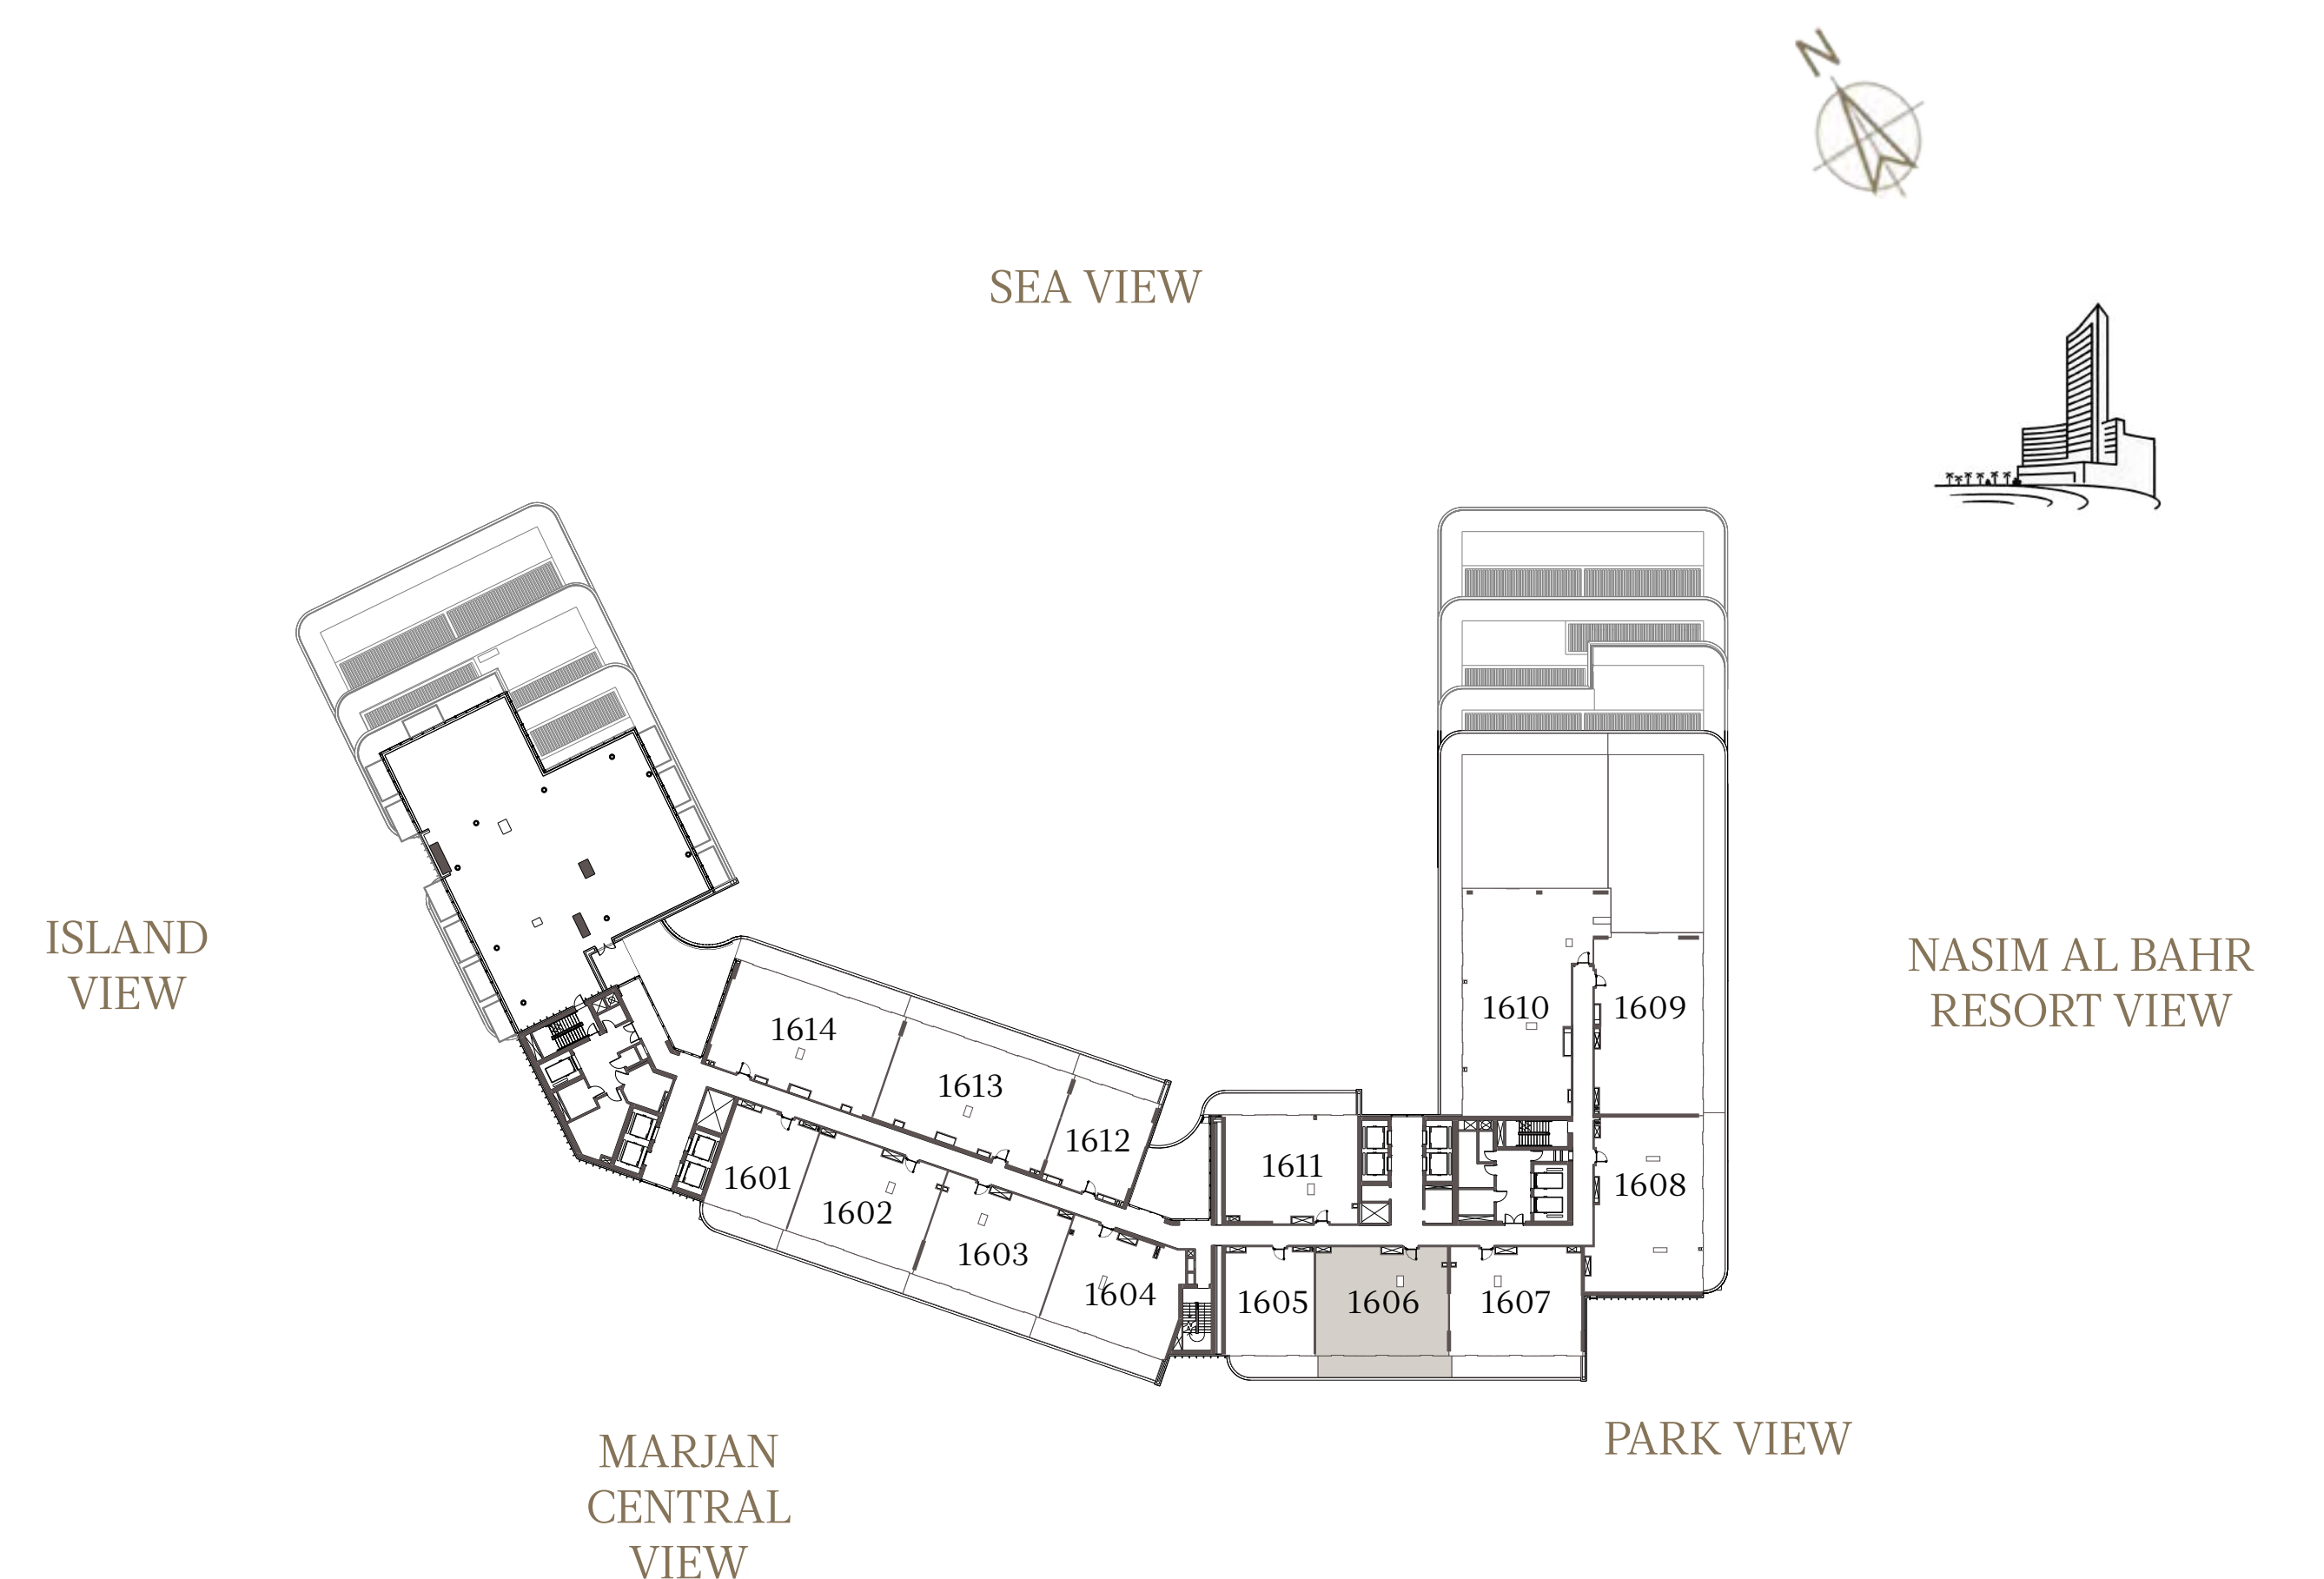 N
SEA VIEW
ISLAND
VIEW
NASIM AL BAHR
RESORT VIEW
1614
1613
1612
1601
1602
1603
1604
1611
1610
1609
1608
1605
1606
1607
PARK VIEW
MARJAN
CENTRAL
VIEW